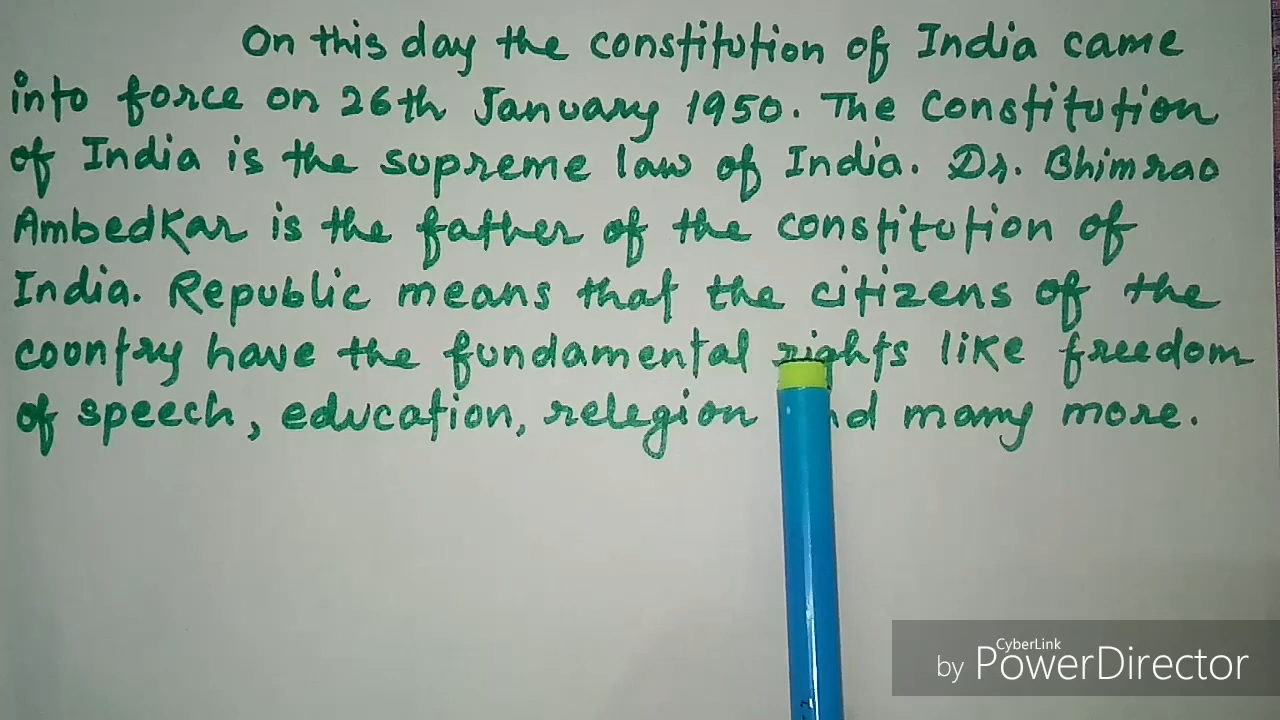 On this day the constitution of India came
into force on 26th January 1950. The Constitution
of India is the supreme law of India. Dr. Bhimrao
Ambedkar is the father of the constitution of
India. Republic means that the citizens of the
country have the fundamental rights like freedom
of speech, education, relegion and many more.
CyberLink
by PowerDirector